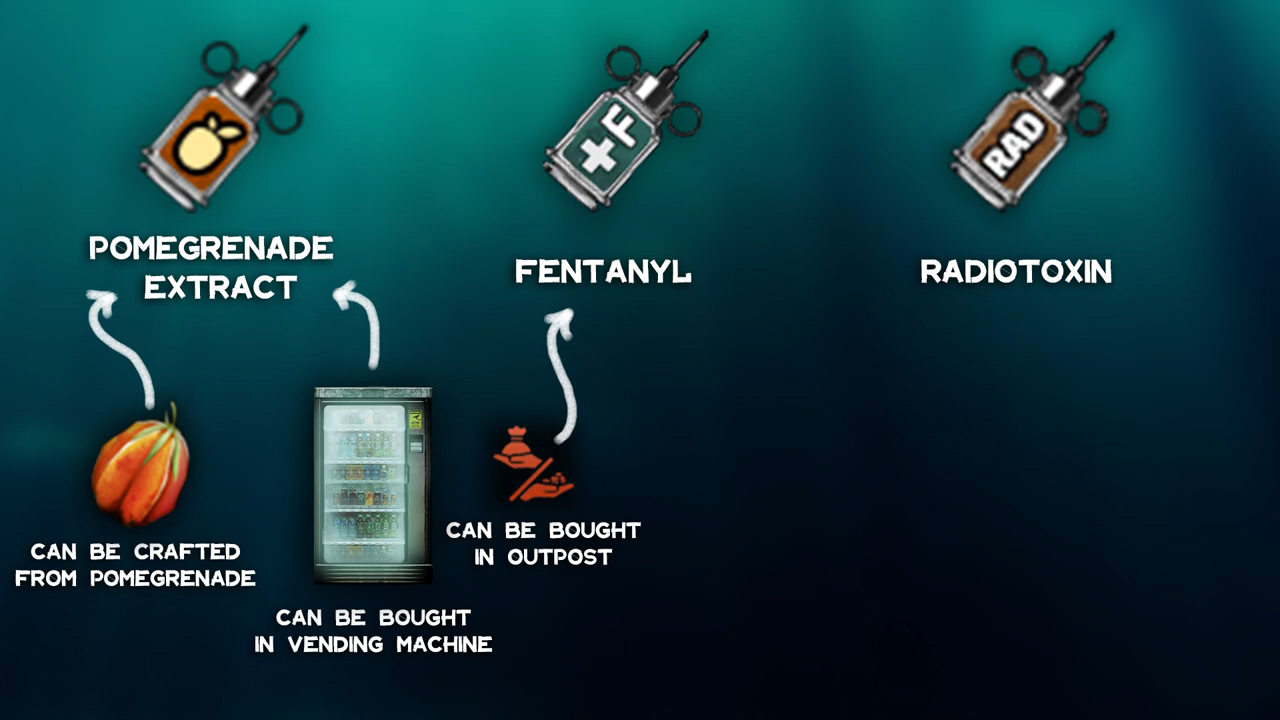 +F
RAD
POMEGRENADE
EXTRACT
FENTANYL
RADIOTOXIN
CAN BE CRAFTED
FROM POMEGRENADE
CAN BE BOUGHT
IN VENDING MACHINE
CAN BE BOUGHT
IN OUTPOST